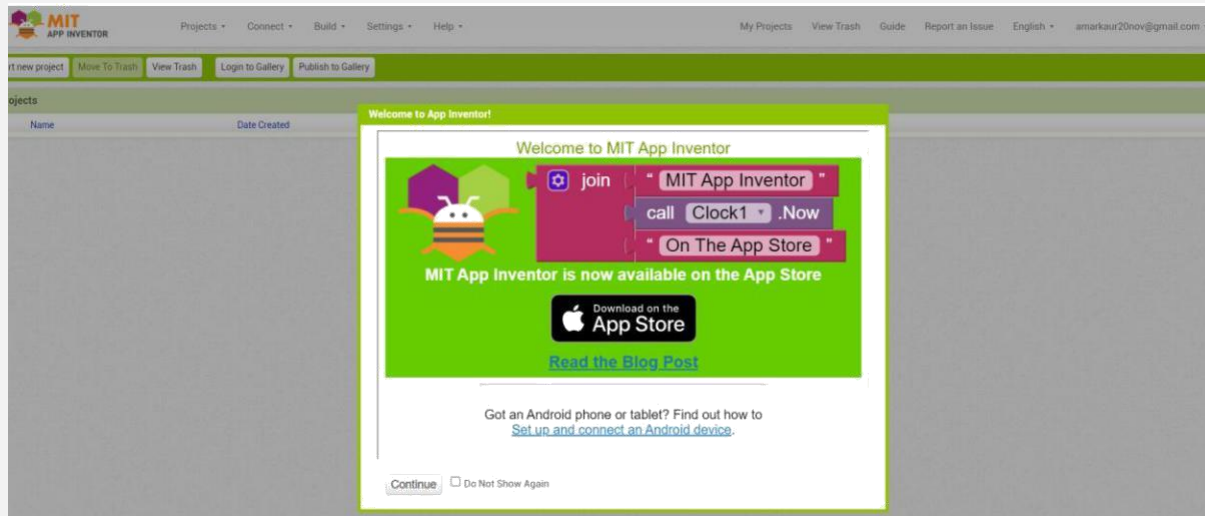 MIT
APP INVENTOR
Projects Connect Build Settings Help My Projects View Trash Guide Report an Issue English amarkaur20nov@gmail.com
rt new project Move To Trash View Trash Login to Gallery Publish to Gallery
ojects
Name Date Created
Welcome to App Inventor!
Welcome to MIT App Inventor
join " MIT App Inventor "
call Clock1 .Now
" On The App Store "
MIT App Inventor is now available on the App Store
Download on the
App Store
Read the Blog Post
Got an Android phone or tablet? Find out how to
Set up and connect an Android device.
Continue Do Not Show Again